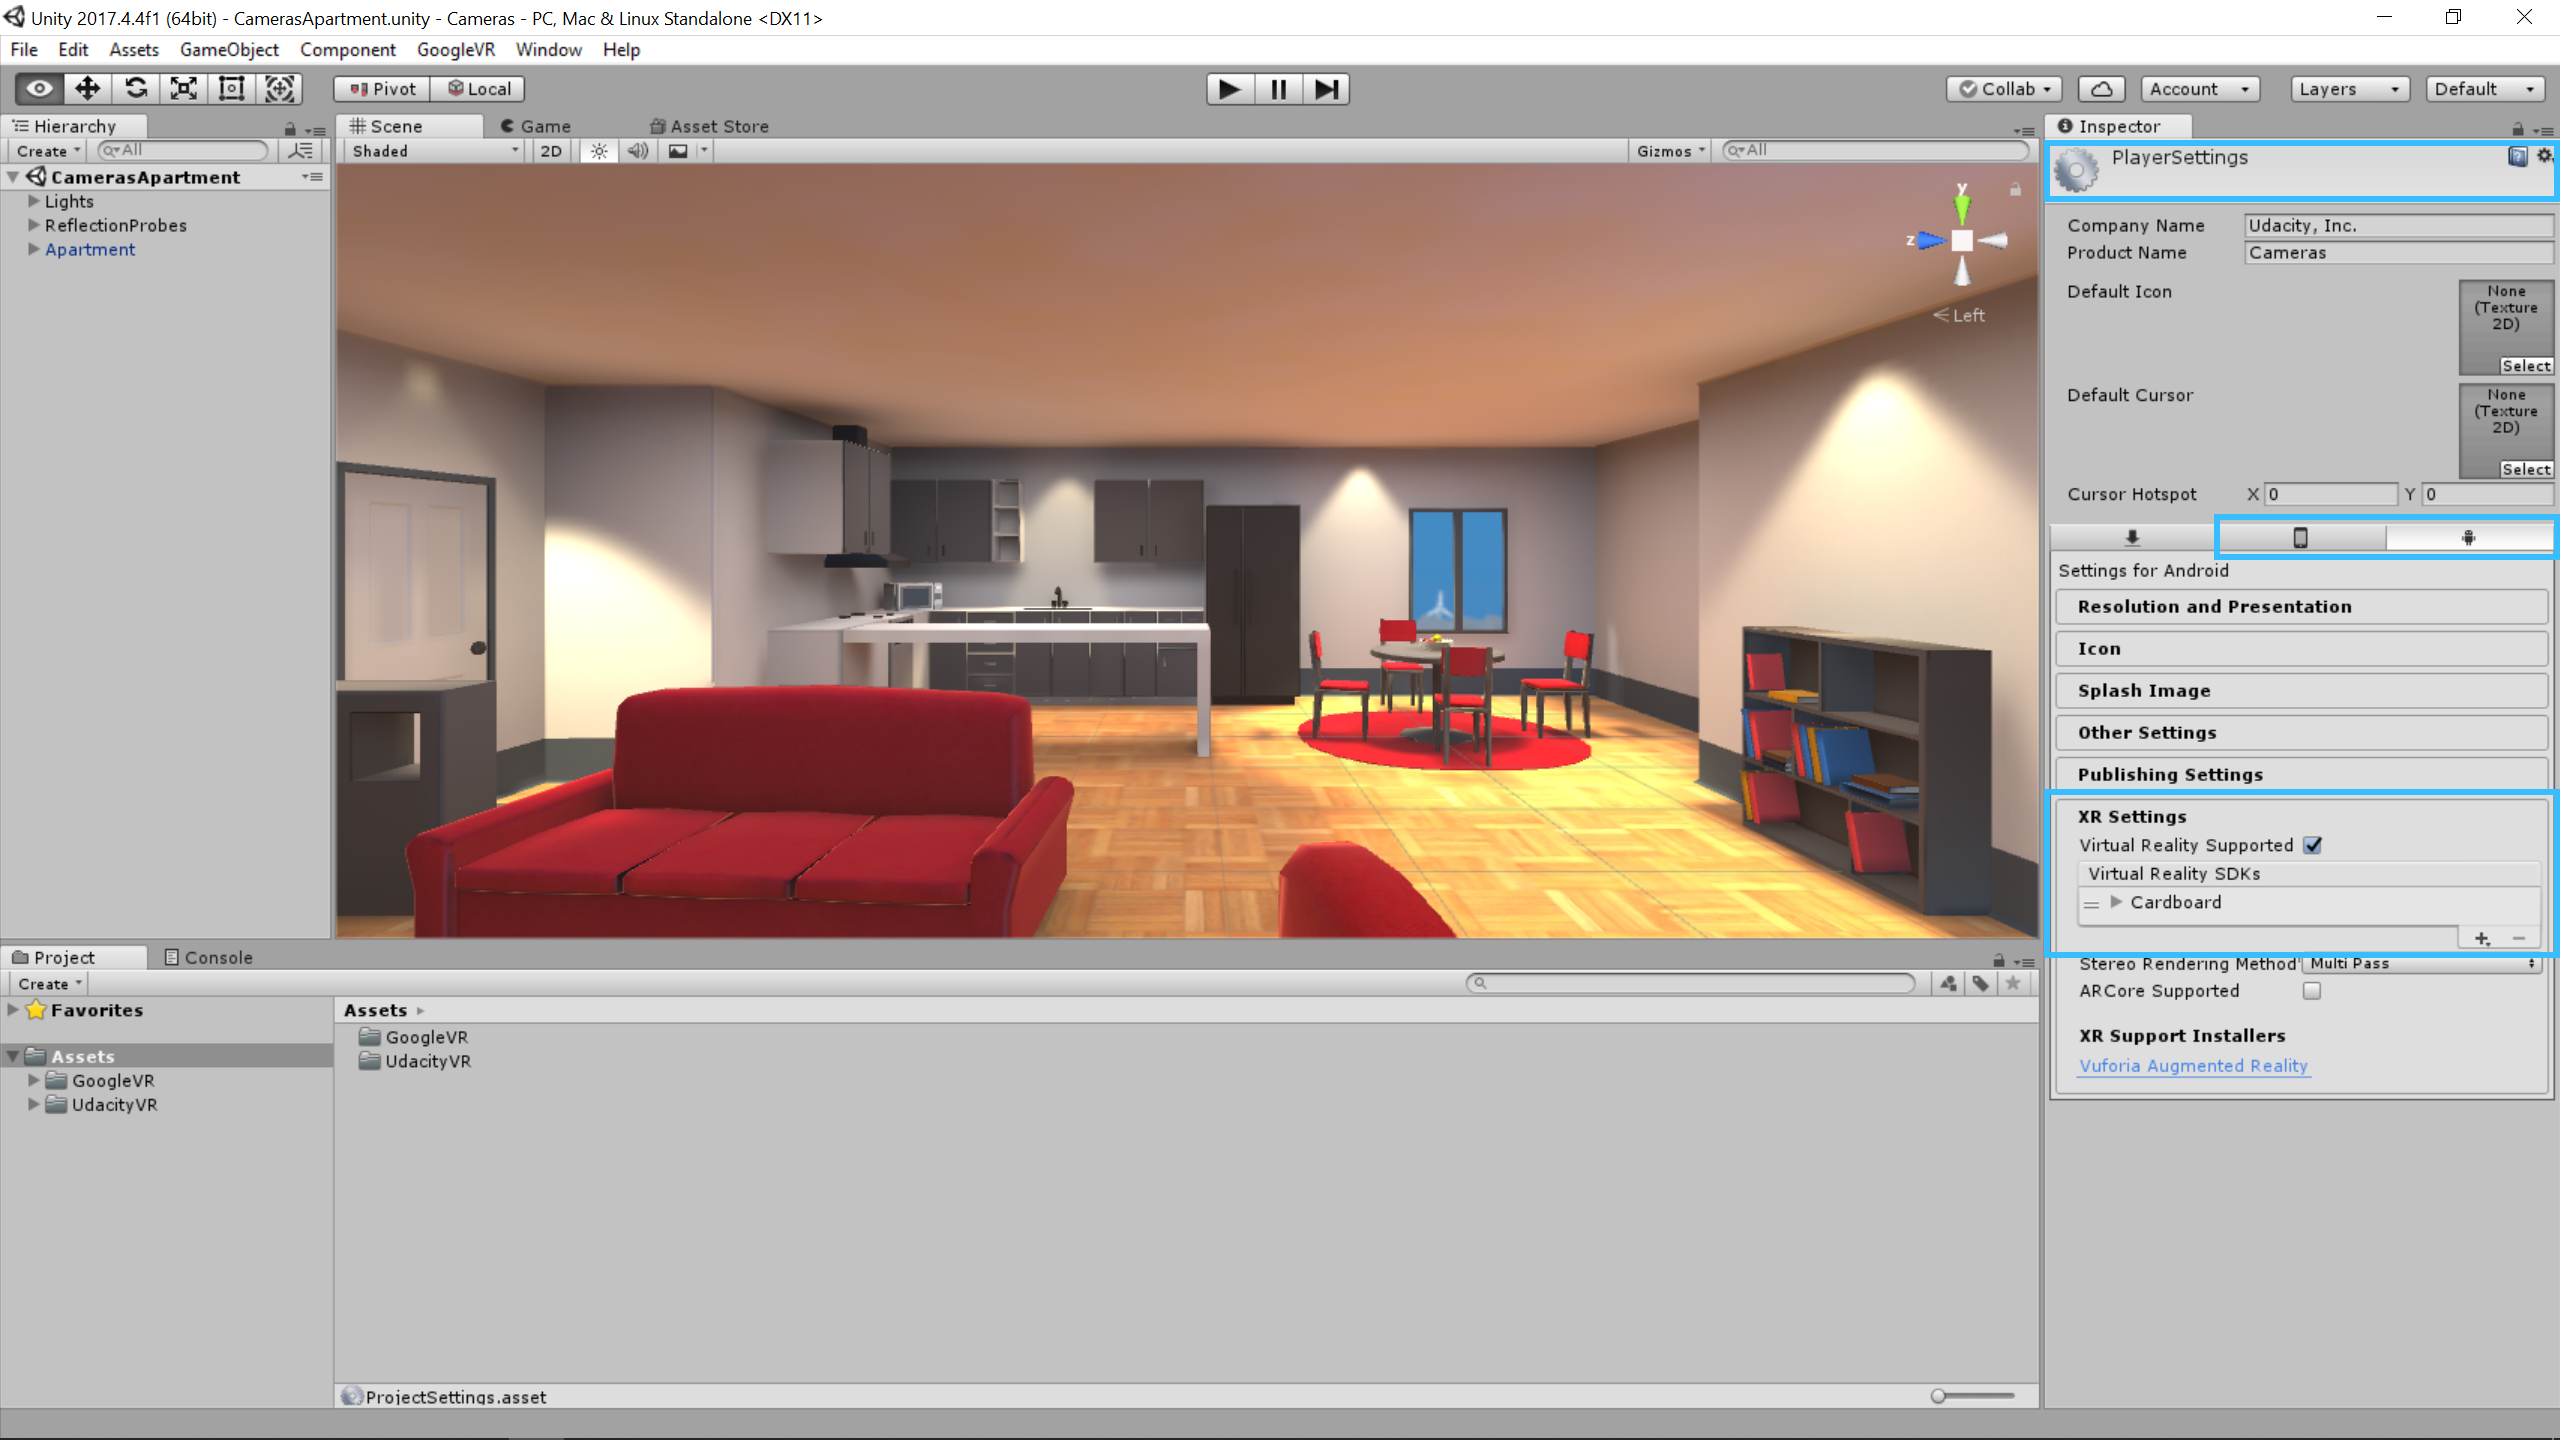 Unity 2017.4.4f1 (64bit) - CamerasApartment.unity - Cameras - PC, Mac & Linux Standalone <DX11>
File Edit Assets GameObject Component GoogleVR Window Help
Pivot Local Collab Account Layers Default
Hierarchy
Create All
CamerasApartment
Lights
ReflectionProbes
Apartment
Scene Game Asset Store
Shaded 2D Gizmos All
y
z
Left
Inspector
PlayerSettings
Company Name Udacity, Inc.
Product Name Cameras
Default Icon
None
(Texture
2D)
Select
Default Cursor
None
(Texture
2D)
Select
Cursor Hotspot X 0 Y 0
Settings for Android
Resolution and Presentation
Icon
Splash Image
Other Settings
Publishing Settings
XR Settings
Virtual Reality Supported
Virtual Reality SDKs
Cardboard
Stereo Rendering Method Multi Pass
ARCore Supported
XR Support Installers
Vuforia Augmented Reality
Project Console
Create
Favorites
Assets
GoogleVR
UdacityVR
Assets
GoogleVR
UdacityVR
ProjectSettings.asset